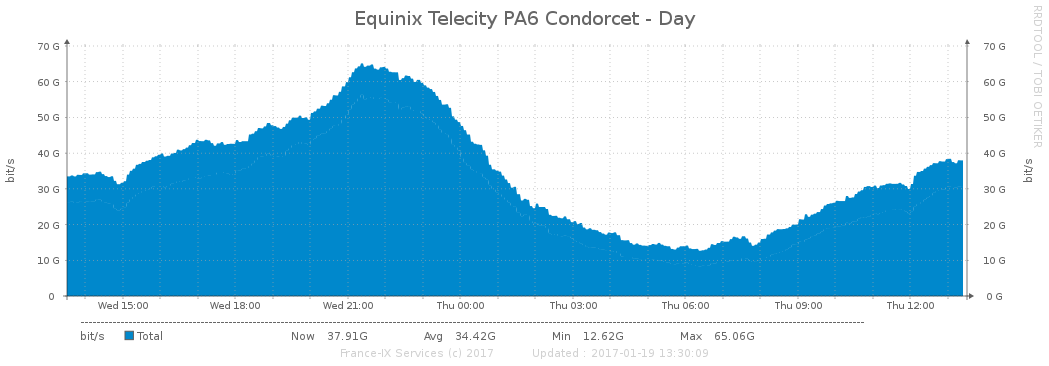 Equinix Telecity PA6 Condorcet - Day
RRDTOOL / TOBI OETIKER
70 G 70 G
60 G 60 G
50 G 50 G
40 G 40 G
30 G 30 G
20 G 20 G
10 G 10 G
0 0 G
bit/s
bit/s
Wed 15:00 Wed 18:00 Wed 21:00 Thu 00:00 Thu 03:00 Thu 06:00 Thu 09:00 Thu 12:00
bit/s Total Now 37.91G Avg 34.42G Min 12.62G Max 65.06G
France-IX Services (c) 2017 Updated : 2017-01-19 13:30:09